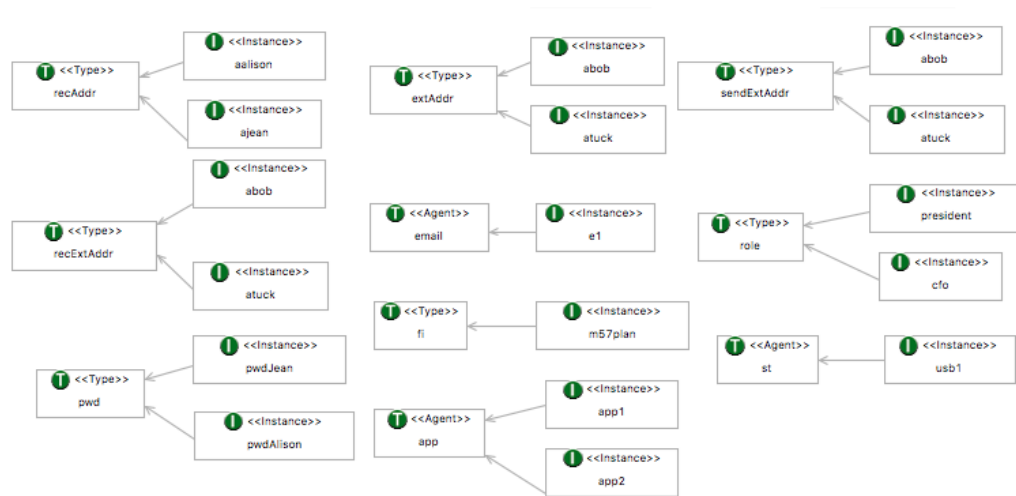 T <<Type>>
recAddr
I <<Instance>>
aalison
I <<Instance>>
ajean
T <<Type>>
extAddr
I <<Instance>>
abob
I <<Instance>>
atuck
T <<Type>>
sendExtAddr
I <<Instance>>
abob
I <<Instance>>
atuck
T <<Type>>
recExtAddr
I <<Instance>>
abob
I <<Instance>>
atuck
T <<Agent>>
email
I <<Instance>>
e1
T <<Type>>
role
I <<Instance>>
president
I <<Instance>>
cfo
T <<Type>>
fi
I <<Instance>>
m57plan
T <<Type>>
pwd
I <<Instance>>
pwdJean
I <<Instance>>
pwdAlison
T <<Agent>>
app
I <<Instance>>
app1
I <<Instance>>
app2
T <<Agent>>
st
I <<Instance>>
usb1